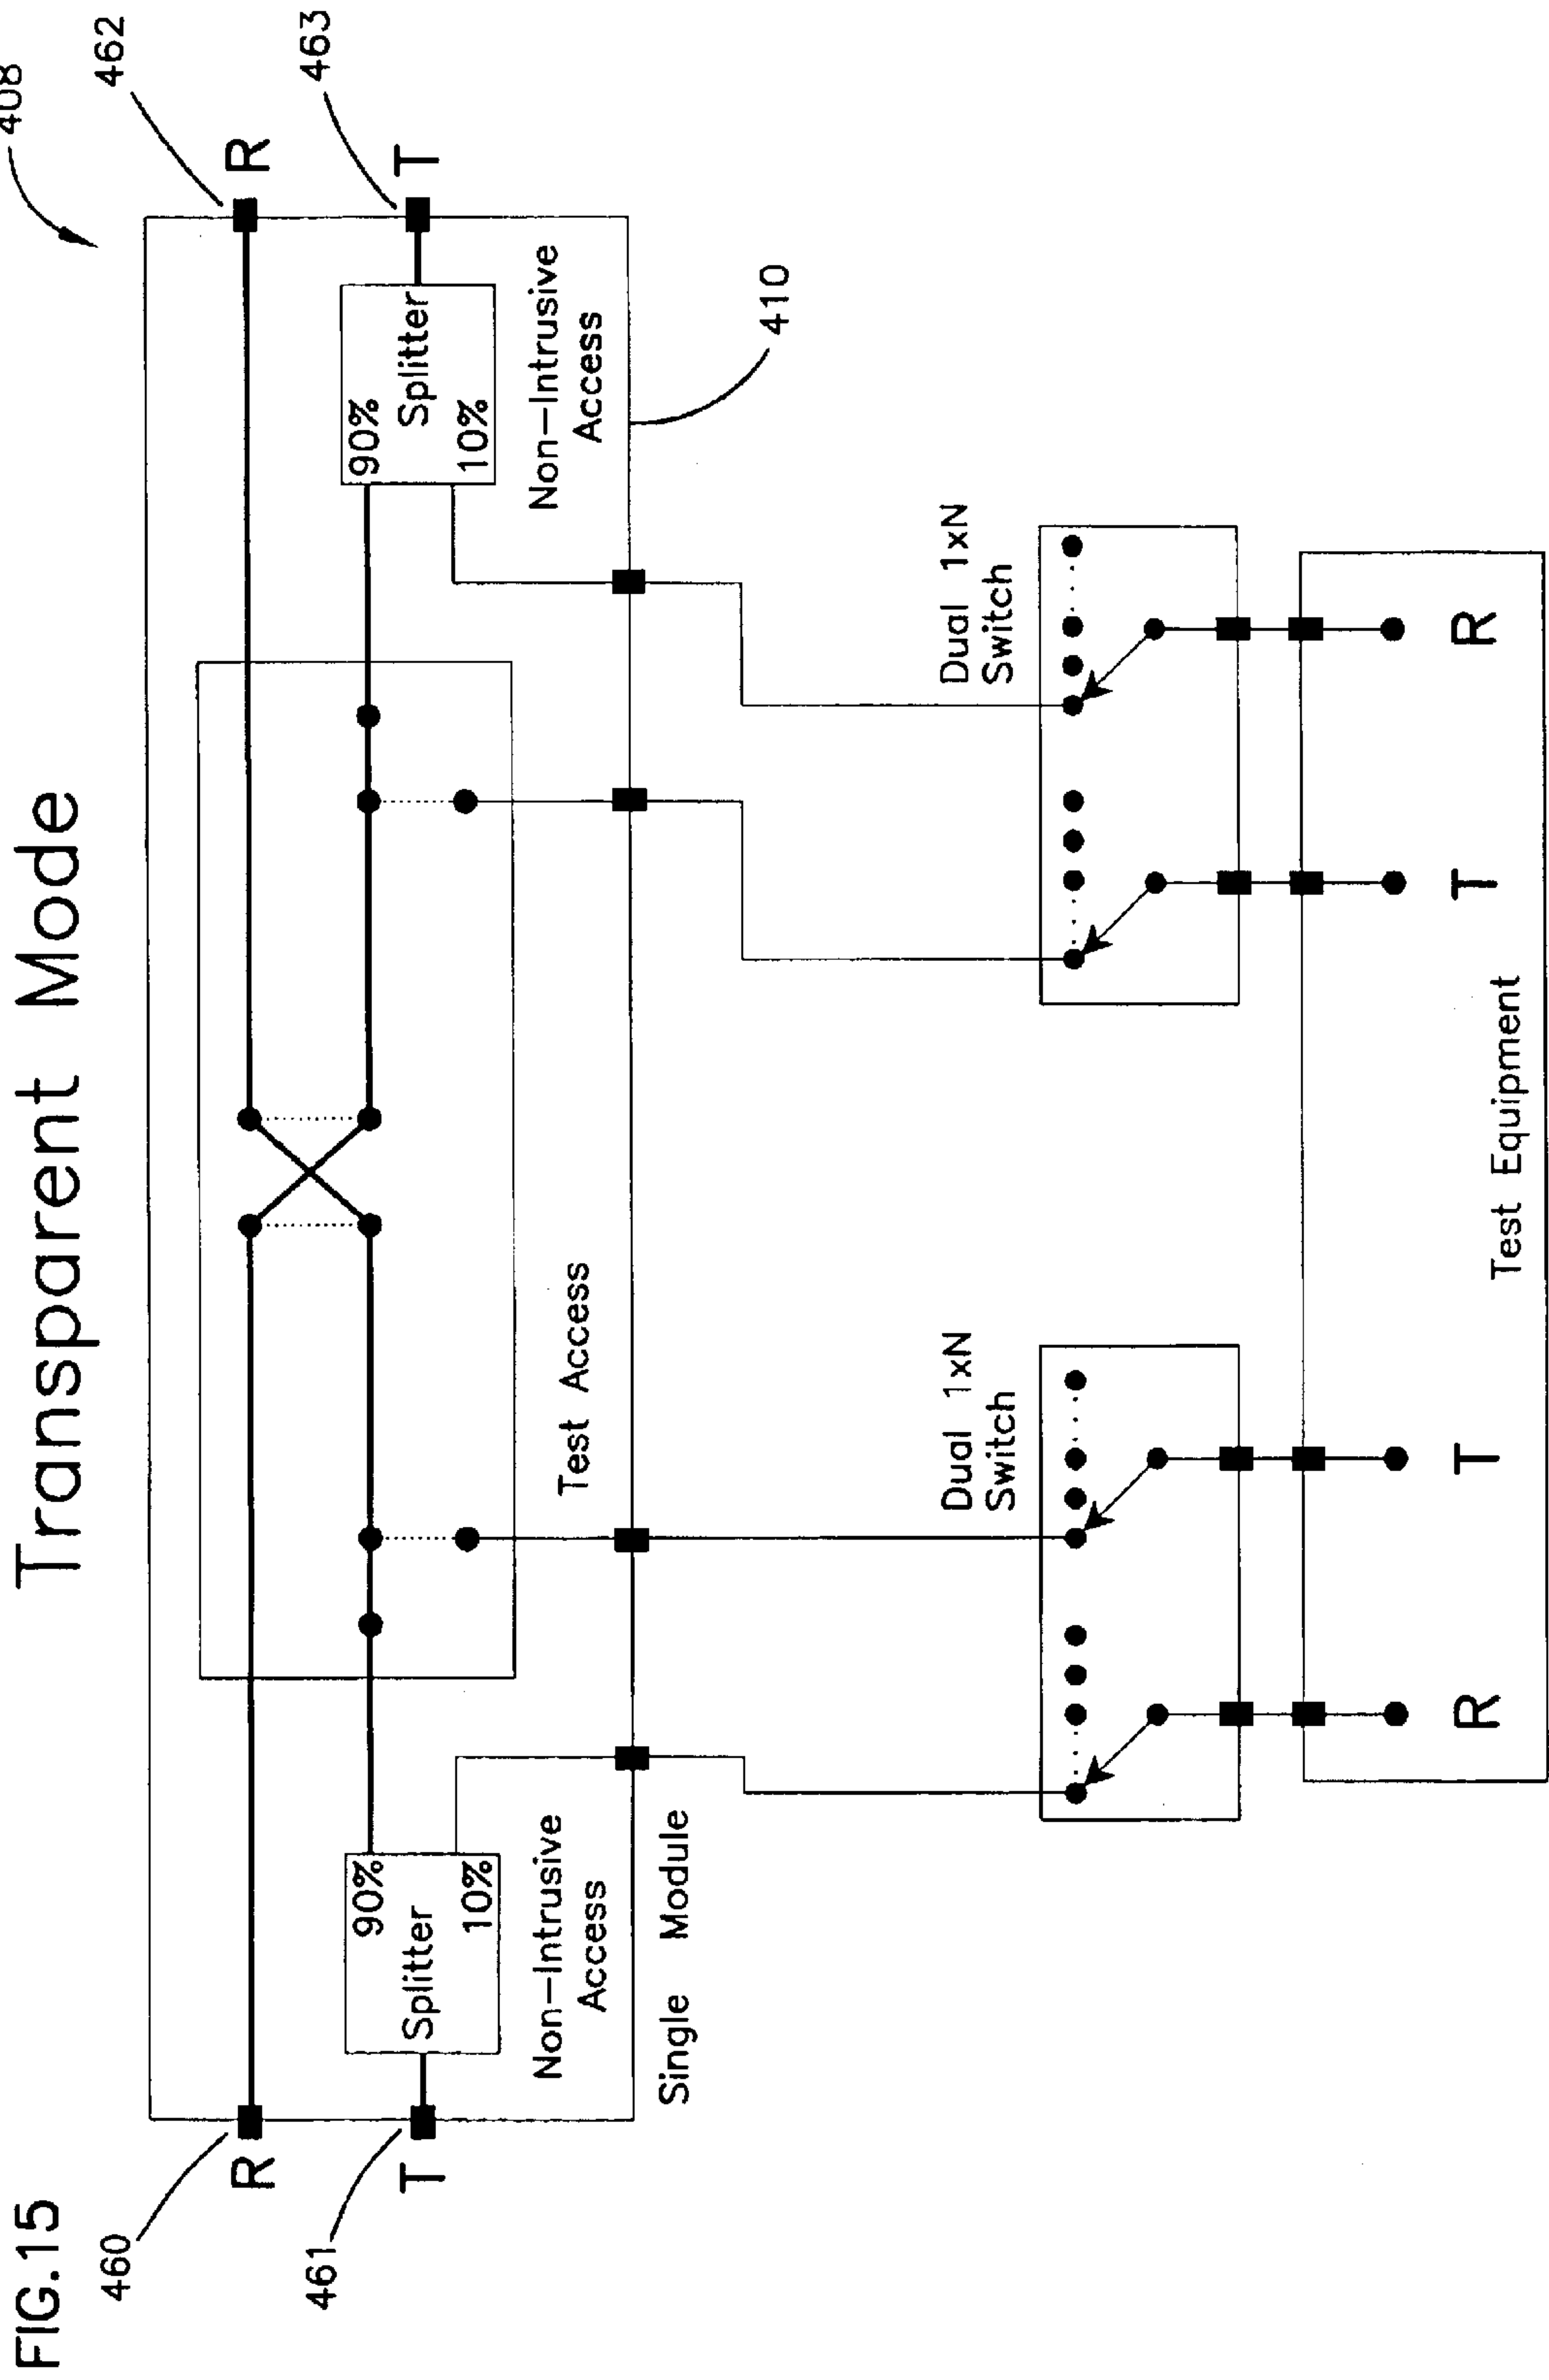 FIG.15
Transparent Mode
408
460
R
461
T
462
R
463
T
90%
Splitter
10%
Non-Intrusive
Access
90%
Splitter
10%
Non-Intrusive
Access
Test Access
Single Module
410
Dual 1xN
Switch
Dual 1xN
Switch
R
T
T
R
Test Equipment